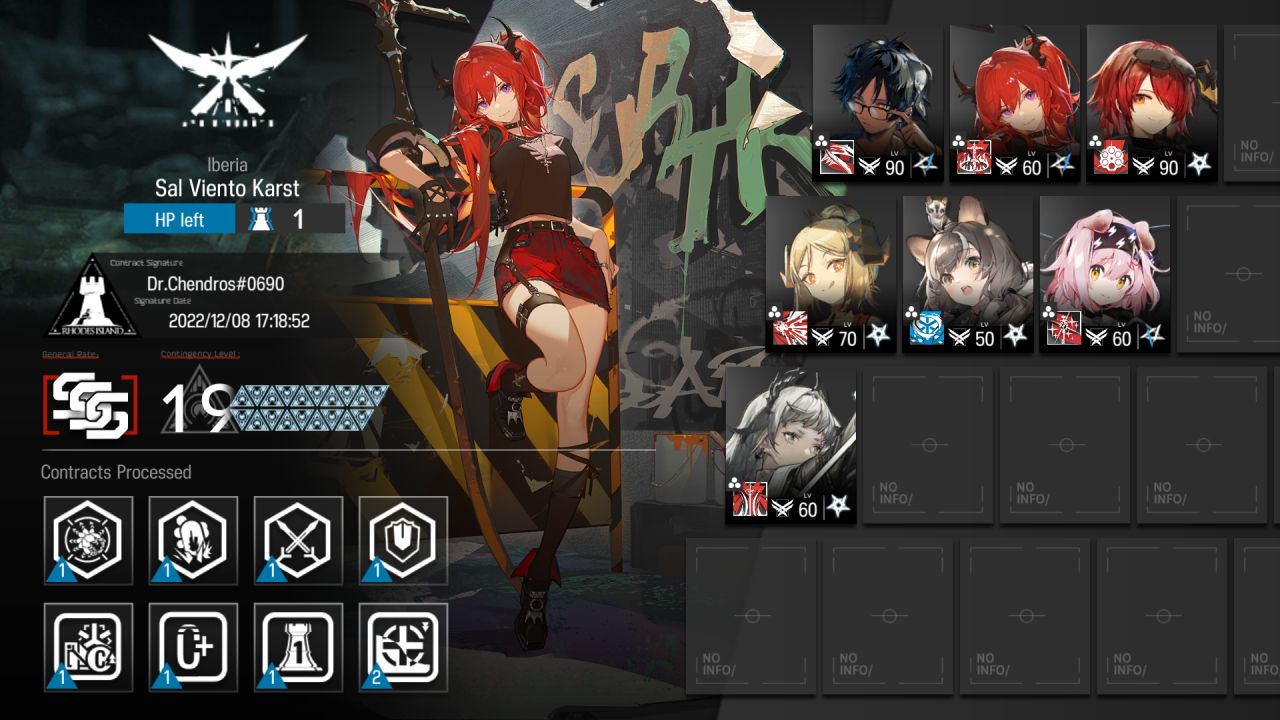 Iberia
Sal Viento Karst
HP left 1
Contract Signature
Dr.Chendros#0690
Signature Date
2022/12/08 17:18:52
RHODES ISLAND
General Rate:
Contingency Level:
19
Contracts Processed
1
1
1
1
1
1
1
1
2
LV
90
LV
60
LV
90
NO
INFO/
LV
70
LV
50
LV
60
NO
INFO/
LV
60
NO
INFO/
NO
INFO/
NO
INFO/
NO
INFO/
NO
INFO/
NO
INFO/
NO
INFO/
NO
INFO